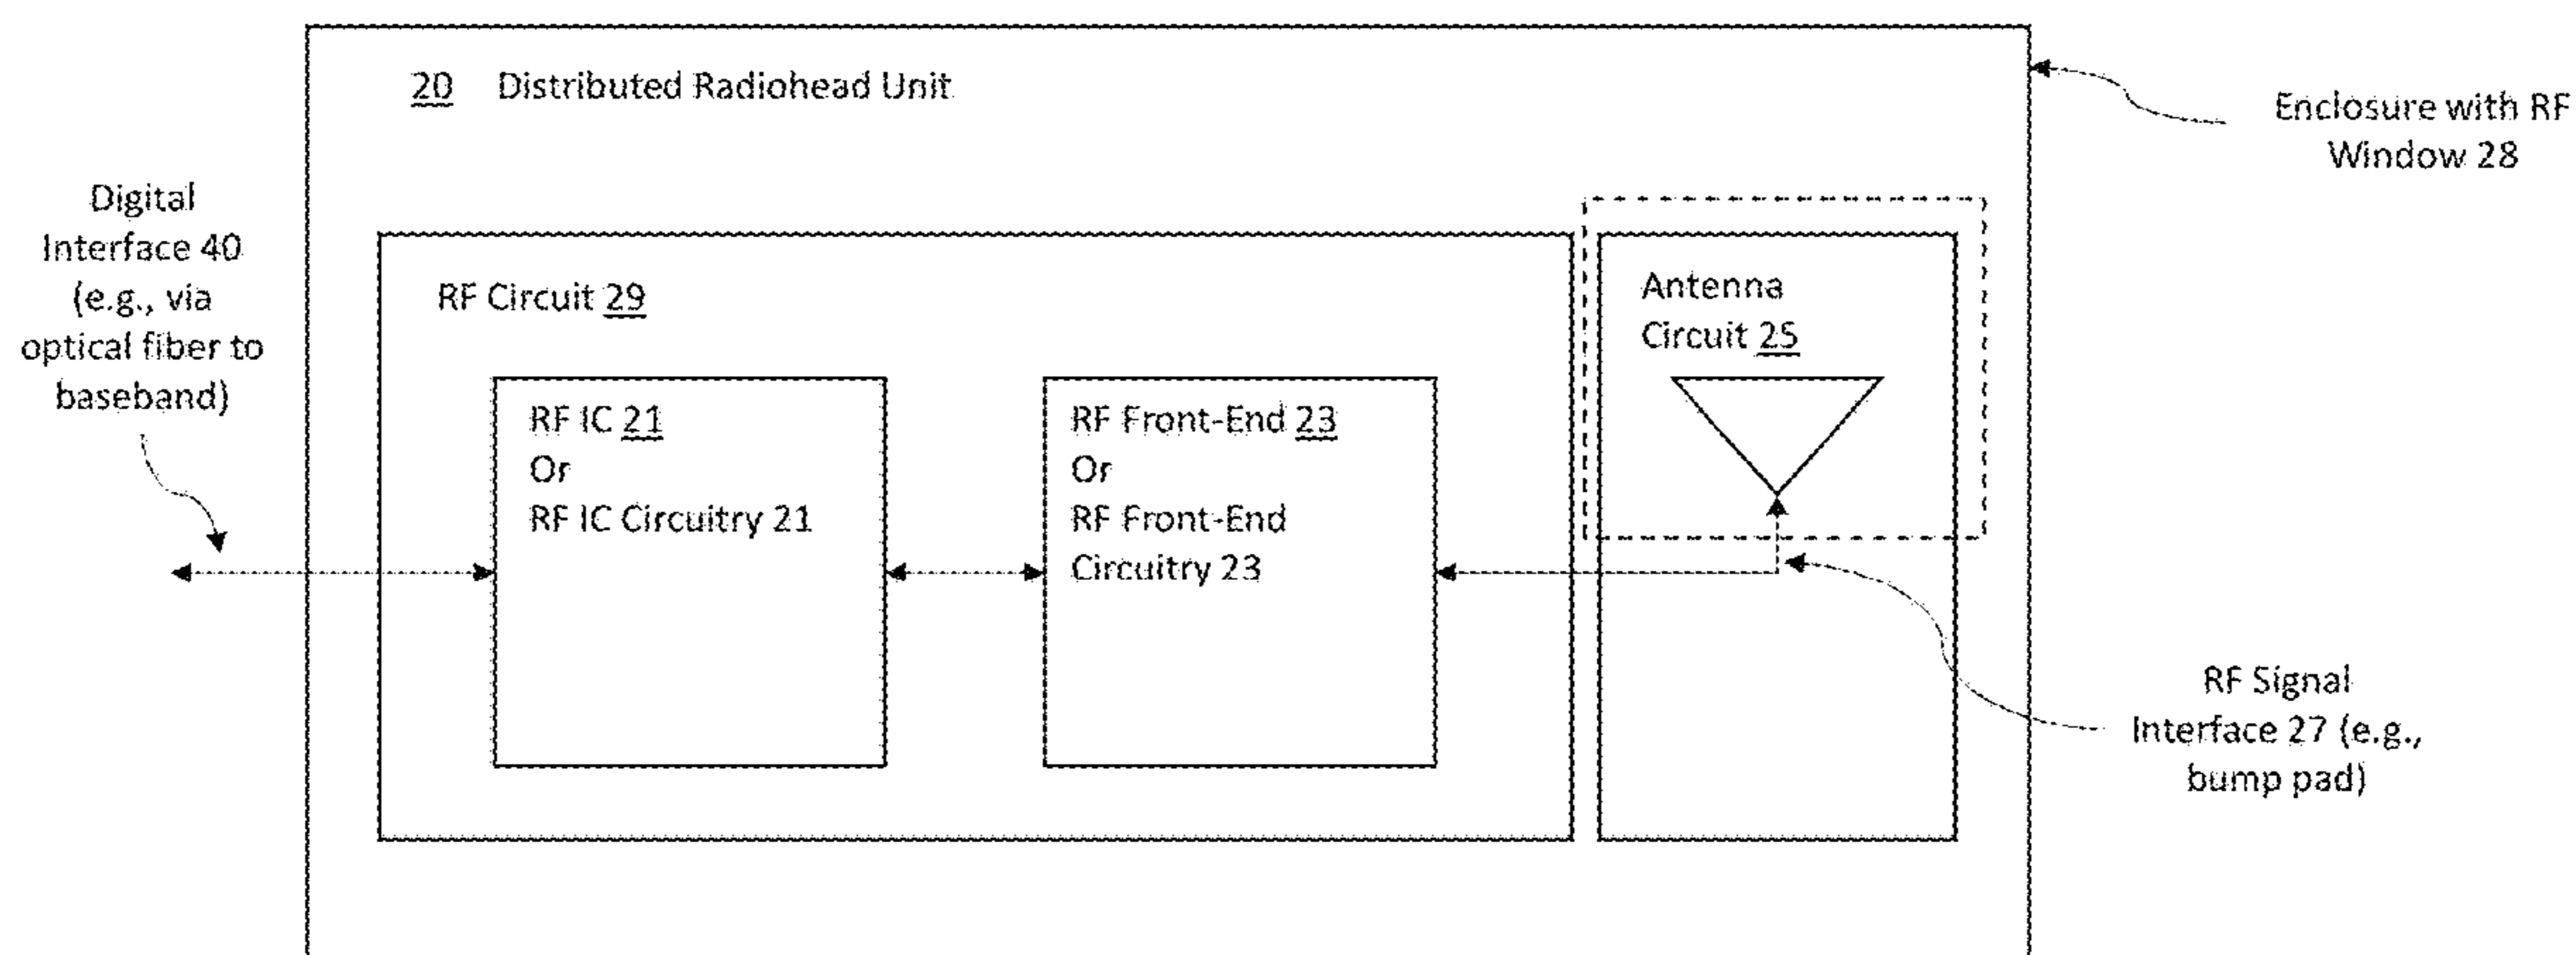 20 Distributed Radiohead Unit
Enclosure with RF
Window 28
Digital
Interface 40
(e.g., via
optical fiber to
baseband)
RF Circuit 29
Antenna
Circuit 25
RF IC 21
Or
RF IC Circuitry 21
RF Front-End 23
Or
RF Front-End
Circuitry 23
RF Signal
Interface 27 (e.g.,
bump pad)